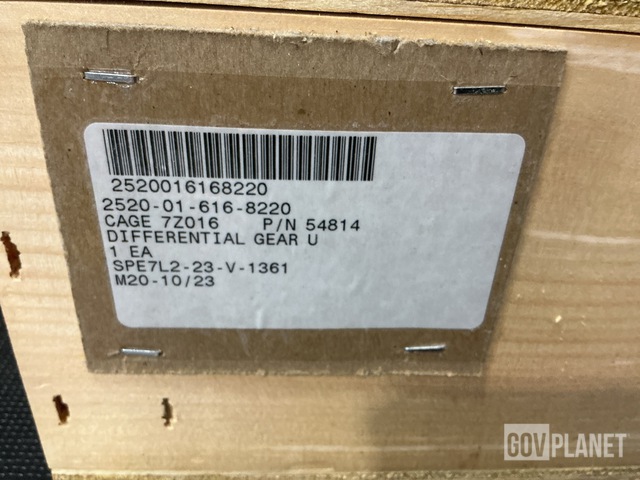 2520016168220
2520-01-616-8220
CAGE 7Z016 P/N 54814
DIFFERENTIAL GEAR U
1 EA
SPE7L2-23-V-1361
M20-10/23
GOVPLANET